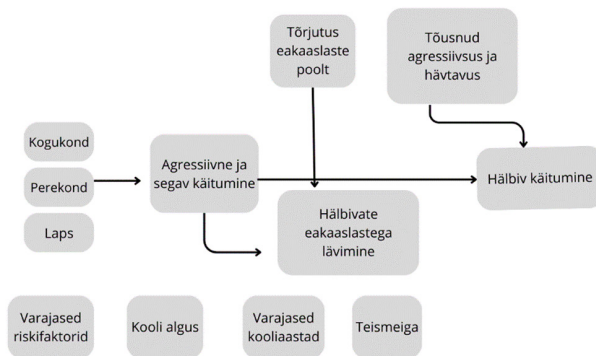 Tõrjutus
eakaaslaste
poolt
Tõusnud
agressiivsus ja
hävtavus
Kogukond
Perekond
Laps
Agressiivne ja
segav käitumine
Hälbiv käitumine
Hälbivate
eakaaslastega
lävimine
Varajased
riskifaktorid
Kooli algus
Varajased
kooliaastad
Teismeiga